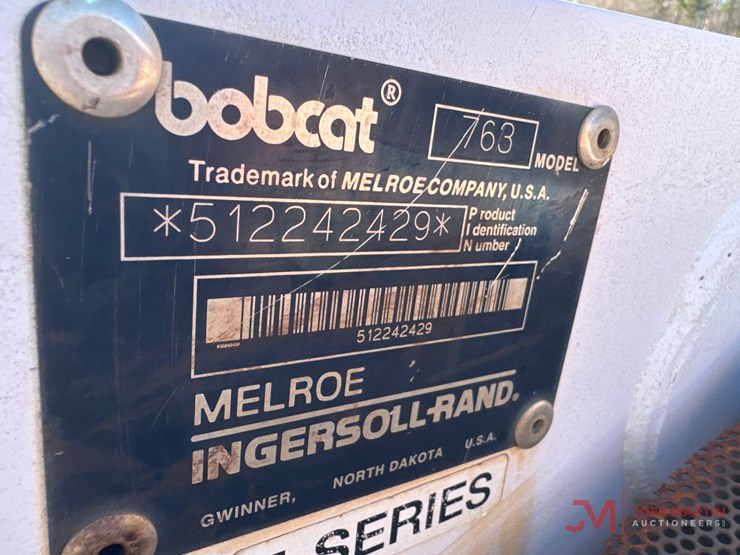 bobcat®
763 MODEL
Trademark of MELROE COMPANY, U.S.A.
*512242429* Product
Identification
Number
512242429
MELROE
INGERSOLL-RAND®
GWINNER, NORTH DAKOTA U.S.A.
SERIES
JM
AUCTIONEERS